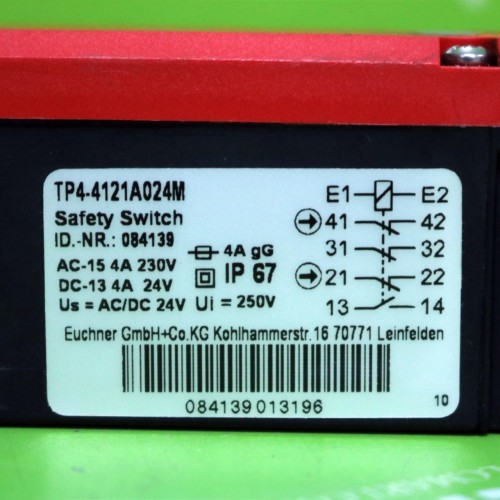 TP4-4121A024M
Safety Switch
ID.-NR.: 084139
AC-15 4A 230V
DC-13 4A 24V
Us = AC/DC 24V
4A gG
IP 67
Ui = 250V
E1 E2
41 42
31 32
21 22
13 14
Euchner GmbH+Co.KG Kohlhammerstr. 16 70771 Leinfelden
084139 013196
10